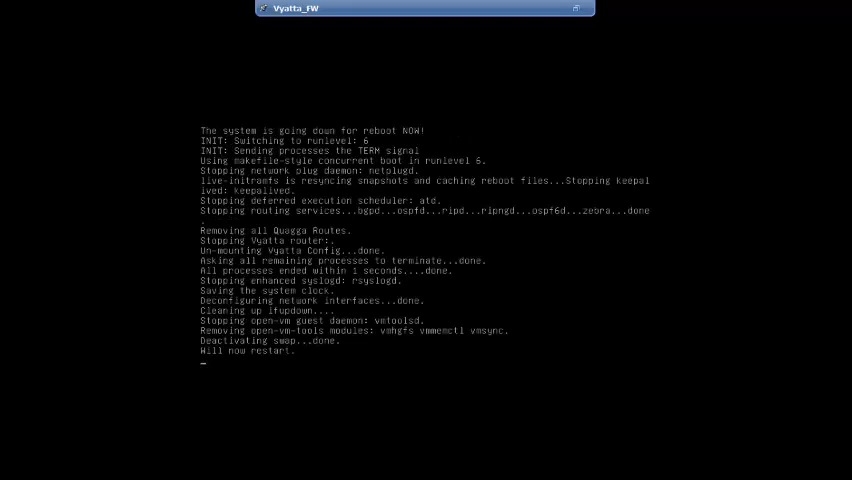 Vyatta_FW
The system is going down for reboot NOW!
INIT: Switching to runlevel: 6
INIT: Sending processes the TERM signal
Using makefile-style concurrent boot in runlevel 6.
Stopping network plug daemon: netplugd.
live-initramfs is resyncing snapshots and caching reboot files...Stopping keepal
ived: keepalived.
Stopping deferred execution scheduler: atd.
Stopping routing services...bgpd...ospfd...ripd...ripngd...ospf6d...zebra...done
.
Removing all Quagga Routes.
Stopping Vyatta router:.
Un-mounting Vyatta Config...done.
Asking all remaining processes to terminate...done.
All processes ended within 1 seconds....done.
Stopping enhanced syslogd: rsyslogd.
Saving the system clock.
Deconfiguring network interfaces...done.
Cleaning up ifupdown....
Stopping open-vm guest daemon: vmtoolsd.
Removing open-vm-tools modules: vmhgfs vmmemctl vmsync.
Deactivating swap...done.
Will now restart.